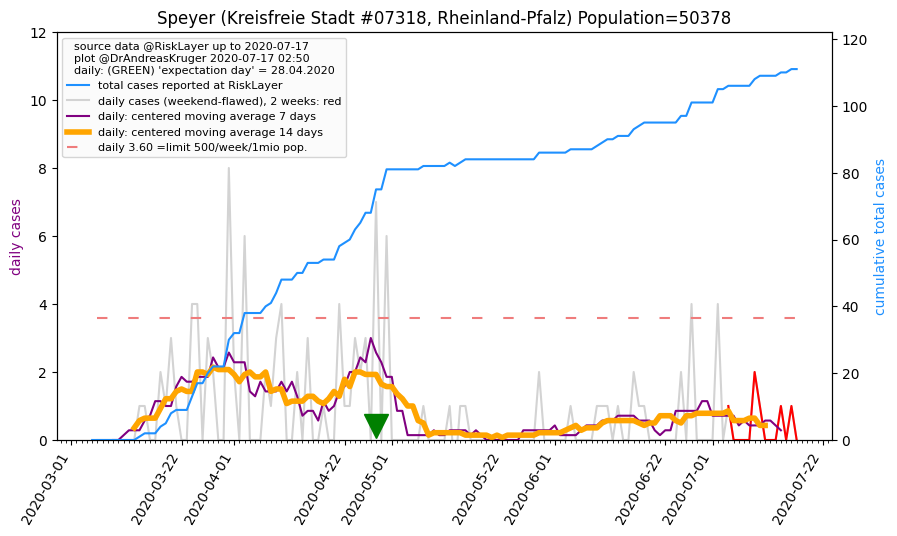 Speyer (Kreisfreie Stadt #07318, Rheinland-Pfalz) Population=50378
source data @RiskLayer up to 2020-07-17
plot @DrAndreasKruger 2020-07-17 02:50
daily: (GREEN) 'expectation day' = 28.04.2020
total cases reported at RiskLayer
daily cases (weekend-flawed), 2 weeks: red
daily: centered moving average 7 days
daily: centered moving average 14 days
daily 3.60 =limit 500/week/1mio pop.
daily cases
12
10
8
6
4
2
0
120
100
80
60
40
20
0
cumulative total cases
2020-03-01
2020-03-22
2020-04-01
2020-04-22
2020-05-01
2020-05-22
2020-06-01
2020-06-22
2020-07-01
2020-07-22